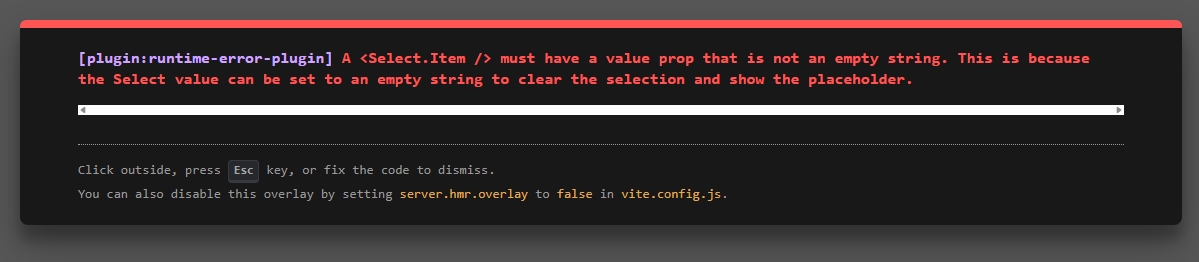 [plugin:runtime-error-plugin] A <Select.Item /> must have a value prop that is not an empty string. This is because
the Select value can be set to an empty string to clear the selection and show the placeholder.
Click outside, press Esc key, or fix the code to dismiss.
You can also disable this overlay by setting server.hmr.overlay to false in vite.config.js.